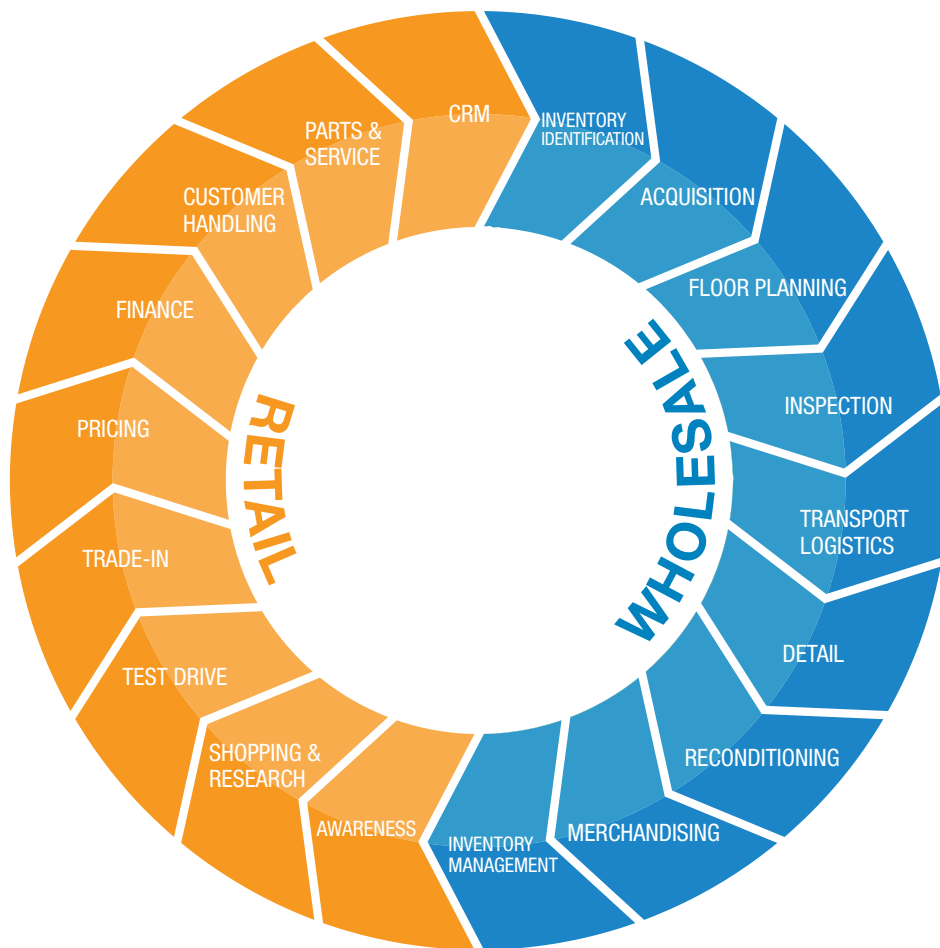 CRM
INVENTORY
IDENTIFICATION
ACQUISITION
FLOOR PLANNING
INSPECTION
TRANSPORT
LOGISTICS
DETAIL
RECONDITIONING
MERCHANDISING
INVENTORY
MANAGEMENT
AWARENESS
SHOPPING &
RESEARCH
TEST DRIVE
TRADE-IN
PRICING
FINANCE
CUSTOMER
HANDLING
PARTS &
SERVICE
RETAIL
WHOLESALE